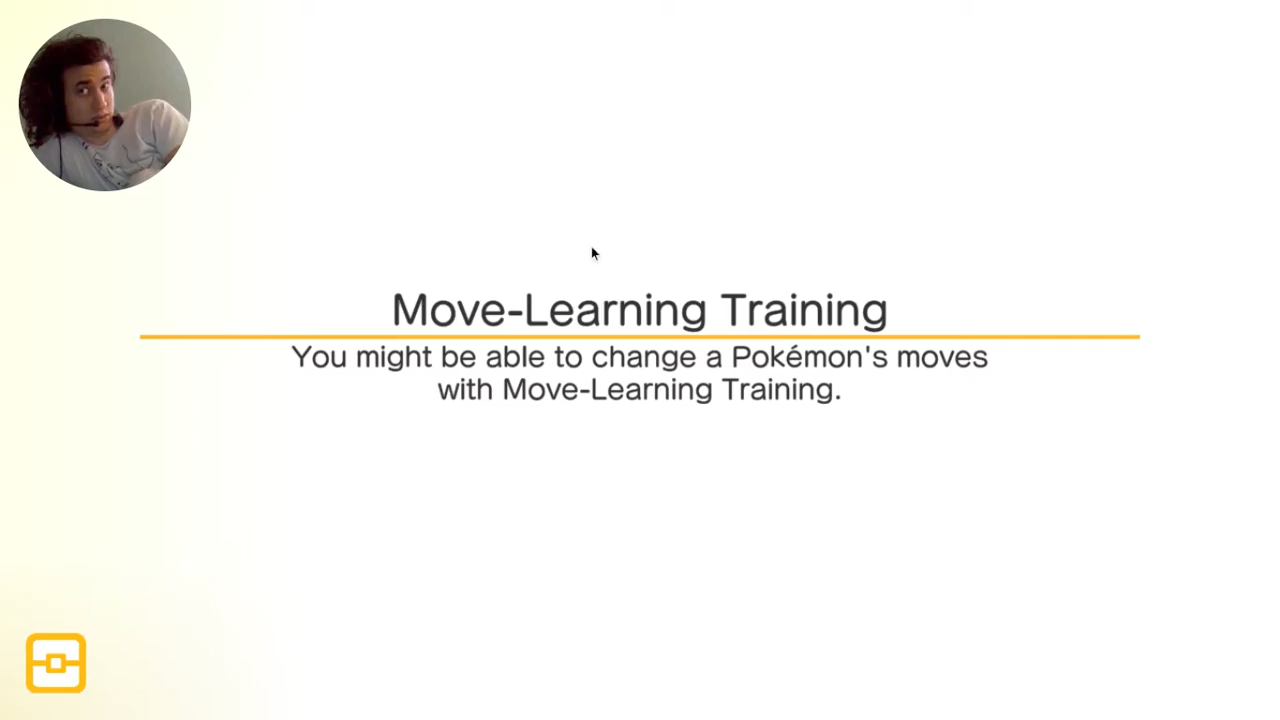 Move-Learning Training
You might be able to change a Pokémon's moves
with Move-Learning Training.